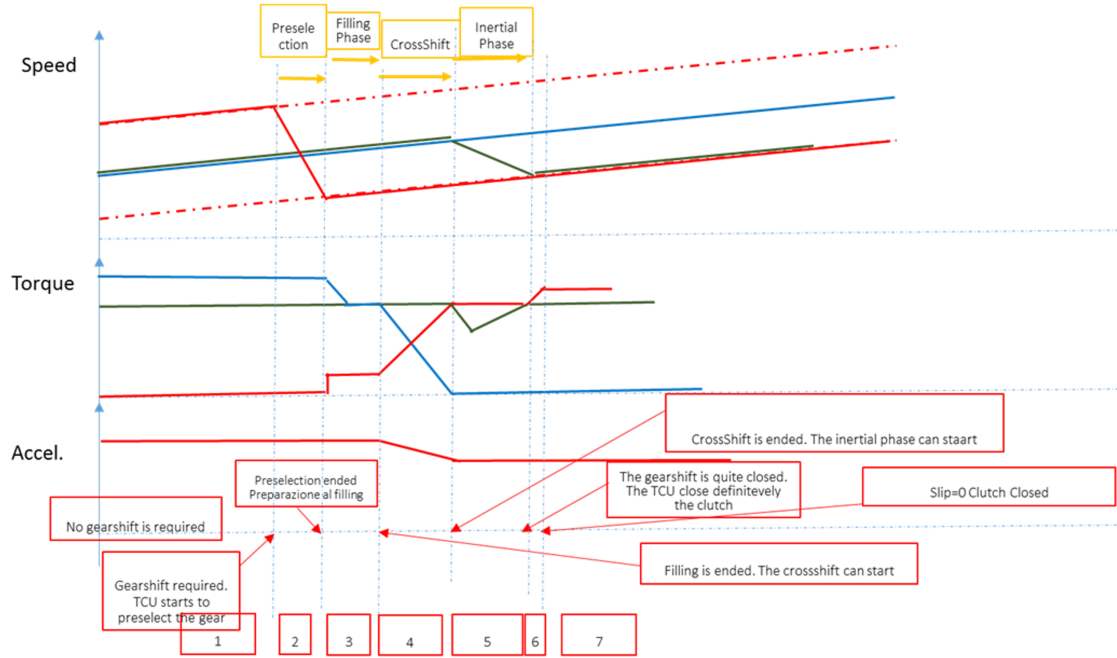 Presele
ction
Filling
Phase
CrossShift
Inertial
Phase
Speed
Torque
Accel.
CrossShift is ended. The inertial phase can staart
Preselection ended
Preparazione al filling
The gearshift is quite closed.
The TCU close definitevely
the clutch
Slip=0 Clutch Closed
No gearshift is required
Gearshift required.
TCU starts to
preselect the gear
Filling is ended. The crossshift can start
1
2
3
4
5
6
7